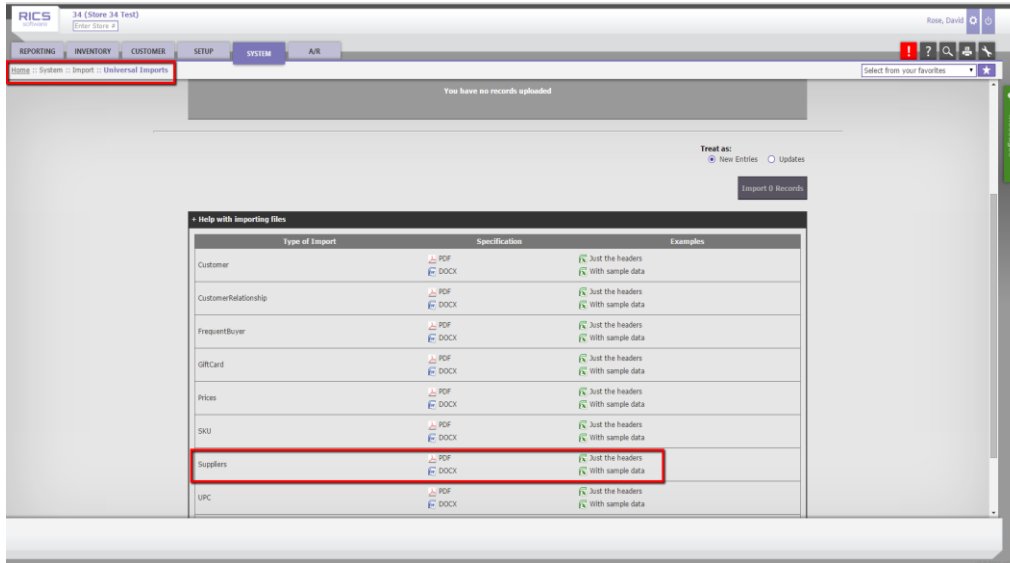 RICS
software
34 (Store 34 Test)
Enter Store #
Rose, David
REPORTING INVENTORY CUSTOMER SETUP SYSTEM A/R
! ?
Home :: System :: Import :: Universal Imports
Select from your favorites
You have no records uploaded
Treat as:
New Entries Updates
Import 0 Records
+ Help with importing files
Type of Import Specification Examples
Customer
PDF Just the headers
DOCX With sample data
CustomerRelationship
PDF Just the headers
DOCX With sample data
FrequentBuyer
PDF Just the headers
DOCX With sample data
GiftCard
PDF Just the headers
DOCX With sample data
Prices
PDF Just the headers
DOCX With sample data
SKU
PDF Just the headers
DOCX With sample data
Suppliers
PDF Just the headers
DOCX With sample data
UPC
PDF Just the headers
DOCX With sample data